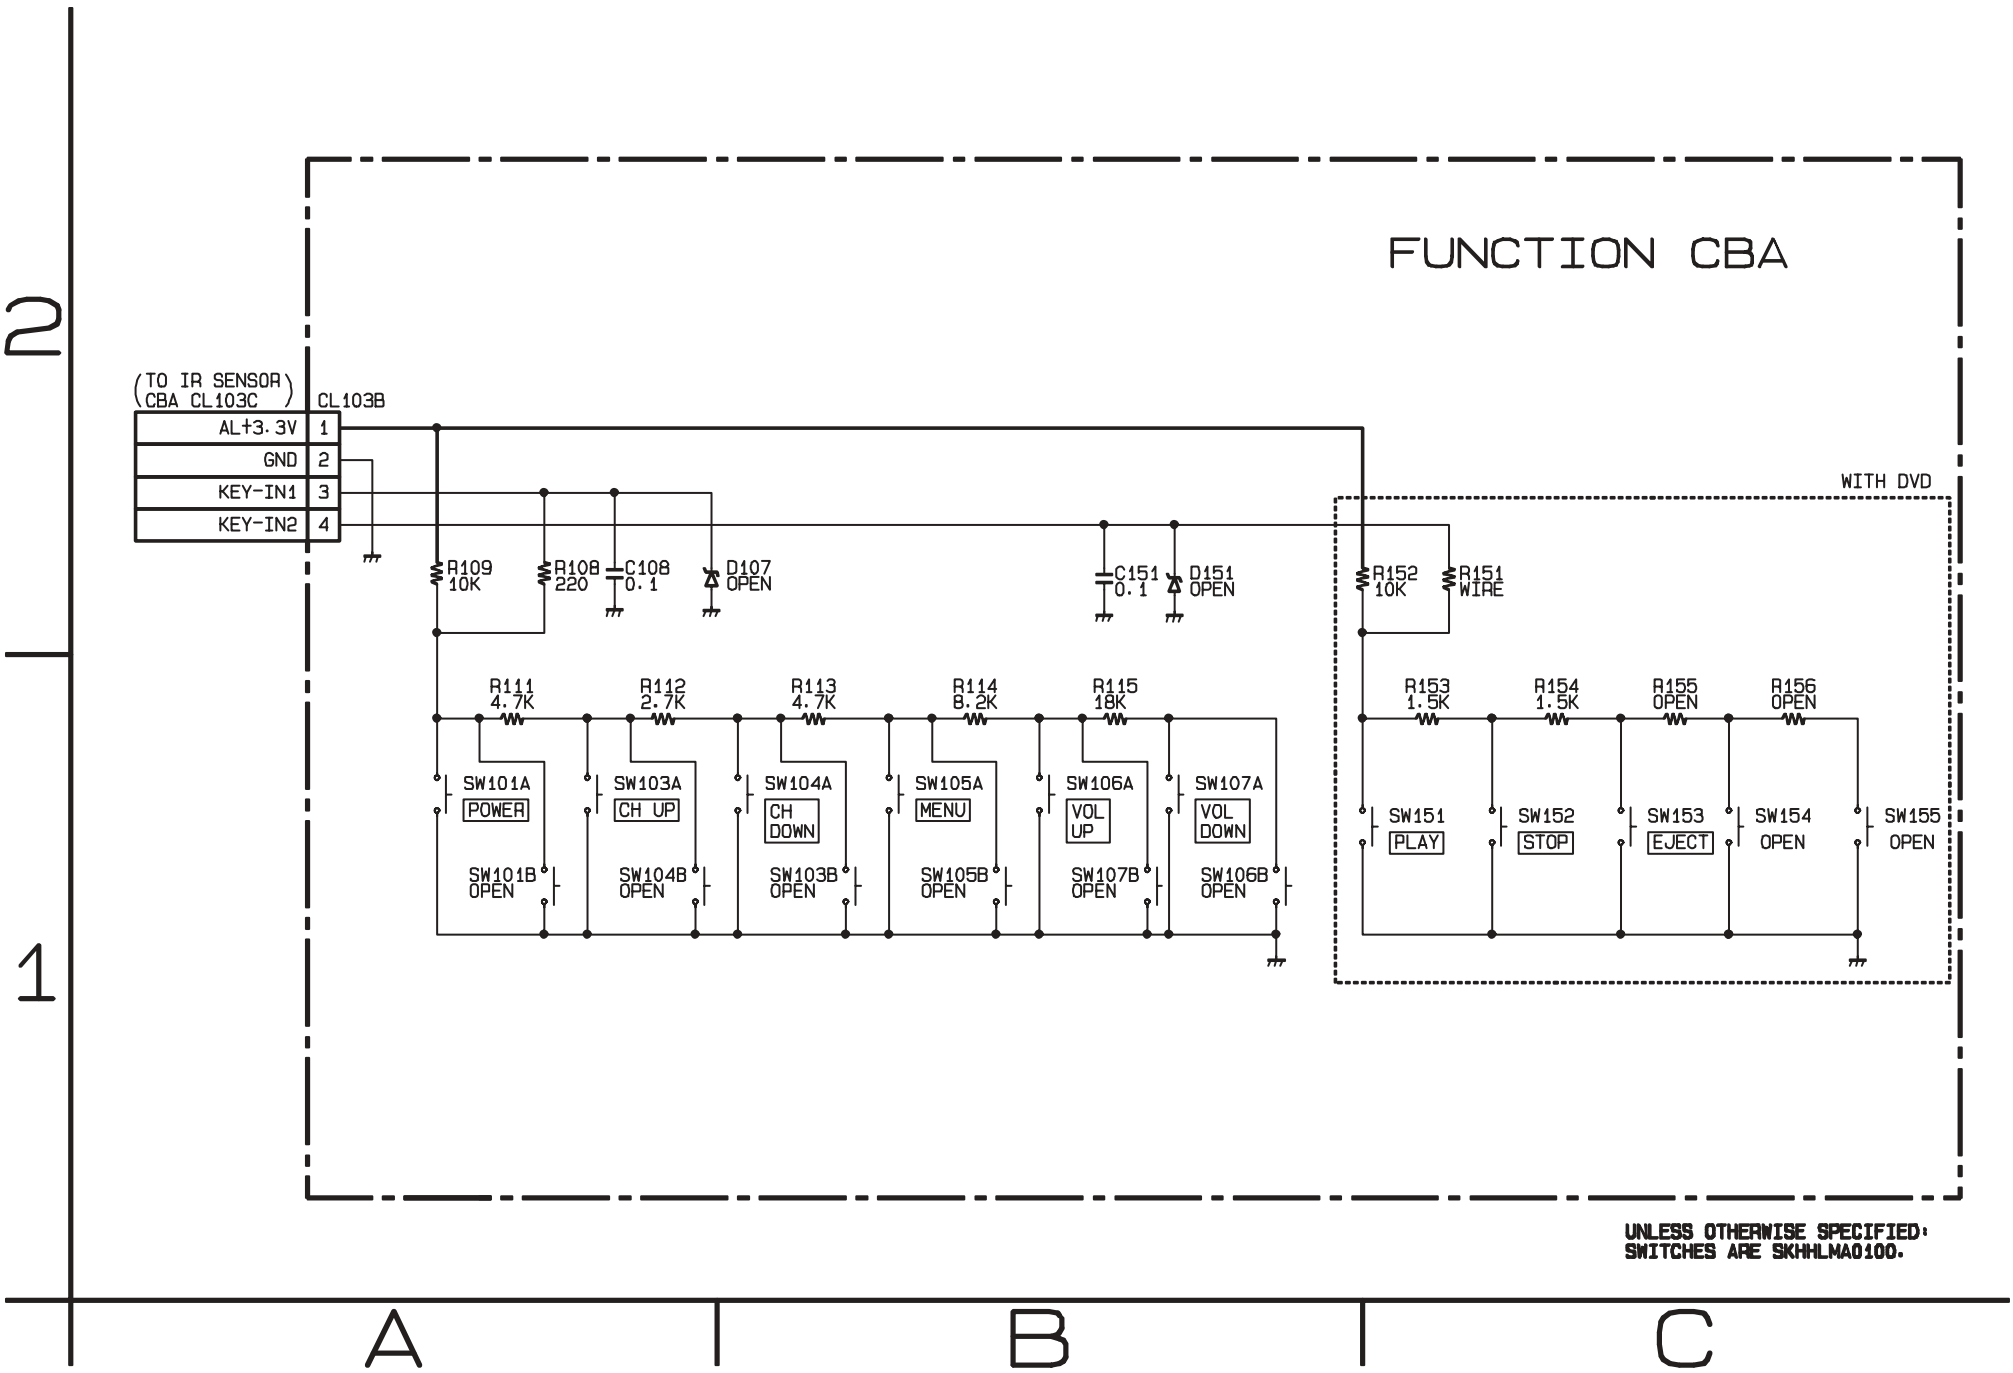 FUNCTION CBA
2
(TO IR SENSOR
CBA CL103C)
CL103B
AL+3.3V 1
GND 2
KEY-IN1 3
KEY-IN2 4
WITH DVD
R109
10K
R108
220
C108
0.1
D107
OPEN
C151
0.1
D151
OPEN
R152
10K
R151
WIRE
R111
4.7K
R112
2.7K
R113
4.7K
R114
8.2K
R115
18K
R153
1.5K
R154
1.5K
R155
OPEN
R156
OPEN
SW101A
POWER
SW103A
CH UP
SW104A
CH
DOWN
SW105A
MENU
SW106A
VOL
UP
SW107A
VOL
DOWN
SW151
PLAY
SW152
STOP
SW153
EJECT
SW154
OPEN
SW155
OPEN
SW101B
OPEN
SW104B
OPEN
SW103B
OPEN
SW105B
OPEN
SW107B
OPEN
SW106B
OPEN
1
UNLESS OTHERWISE SPECIFIED:
SWITCHES ARE SKHHLMA0100.
A B C